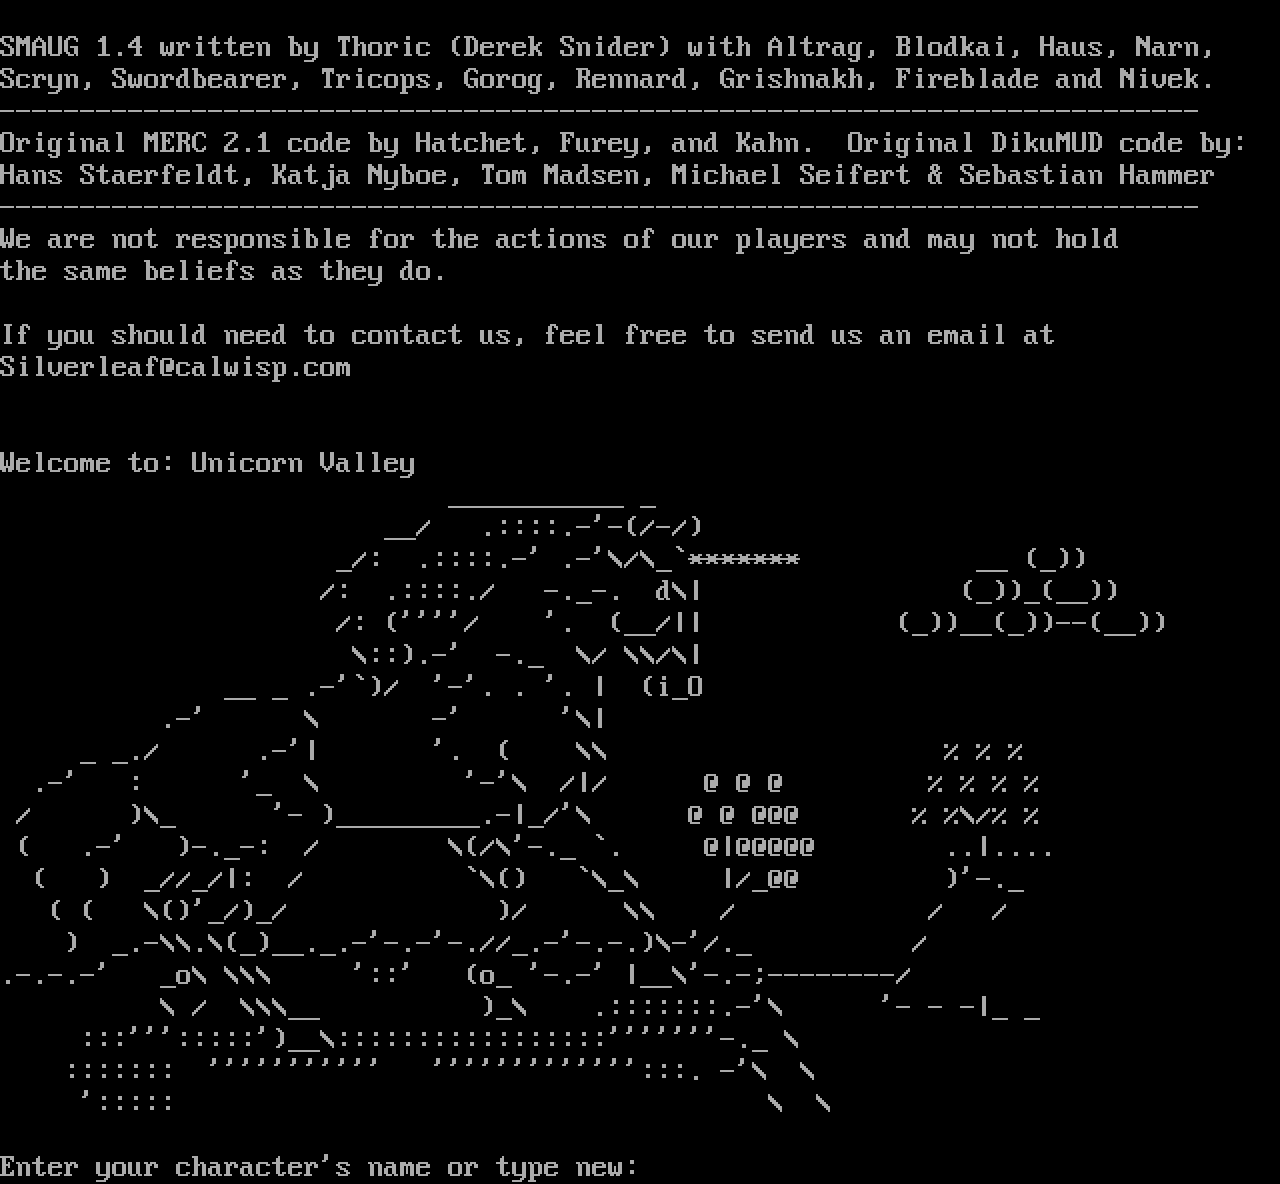 SMAUG 1.4 written by Thoric (Derek Snider) with Altrag, Blodkai, Haus, Narn,
Scryn, Swordbearer, Tricops, Gorog, Rennard, Grishnakh, Fireblade and Nivek.
Original MERC 2.1 code by Hatchet, Furey, and Kahn.  Original DikuMUD code by:
Hans Staerfeldt, Katja Nyboe, Tom Madsen, Michael Seifert & Sebastian Hammer
We are not responsible for the actions of our players and may not hold
the same beliefs as they do.
If you should need to contact us, feel free to send us an email at
Silverleaf@calwisp.com
Welcome to: Unicorn Valley
Enter your character's name or type new: